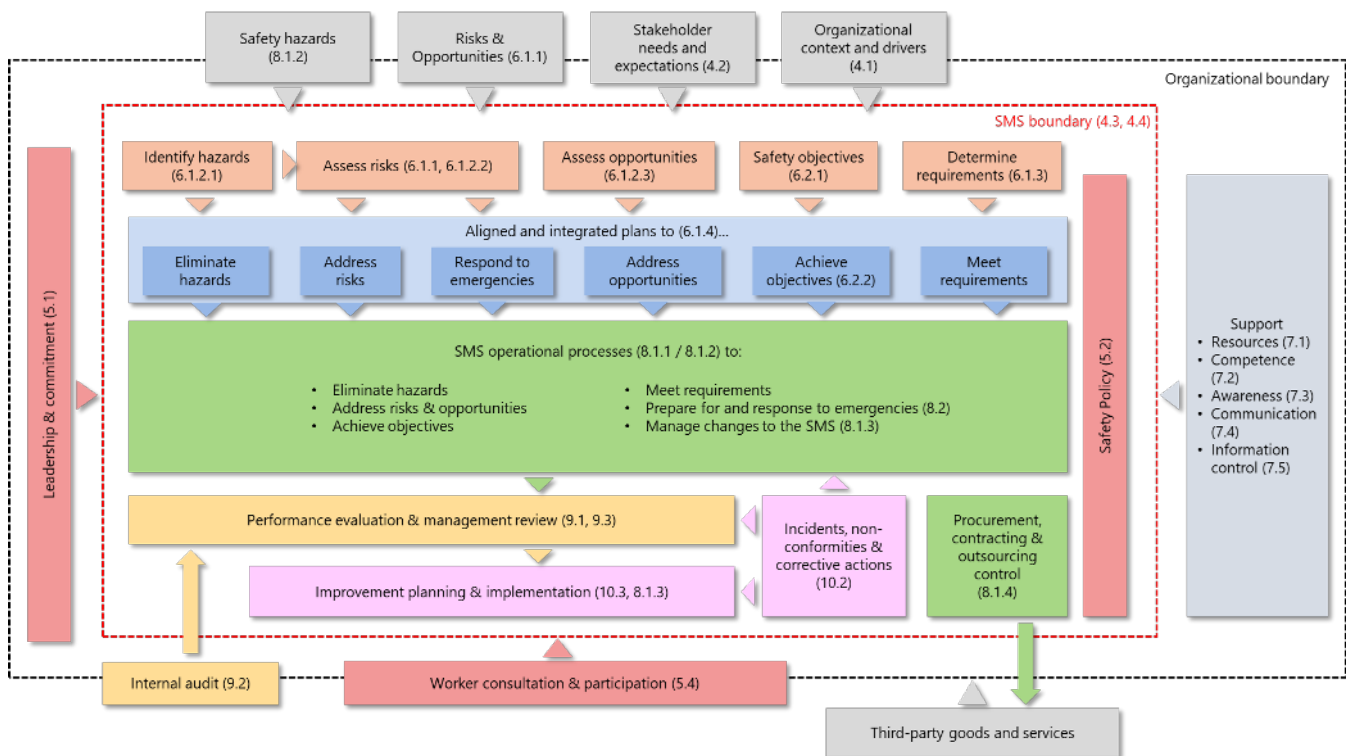 Safety hazards
(8.1.2)
Risks &
Opportunities (6.1.1)
Stakeholder
needs and
expectations (4.2)
Organizational
context and drivers
(4.1)
Organizational boundary
SMS boundary (4.3, 4.4)
Leadership & commitment (5.1)
Identify hazards
(6.1.2.1)
Assess risks (6.1.1, 6.1.2.2)
Assess opportunities
(6.1.2.3)
Safety objectives
(6.2.1)
Determine
requirements (6.1.3)
Aligned and integrated plans to (6.1.4)...
Eliminate
hazards
Address
risks
Respond to
emergencies
Address
opportunities
Achieve
objectives (6.2.2)
Meet
requirements
SMS operational processes (8.1.1 / 8.1.2) to:
• Eliminate hazards
• Address risks & opportunities
• Achieve objectives
• Meet requirements
• Prepare for and response to emergencies (8.2)
• Manage changes to the SMS (8.1.3)
Safety Policy (5.2)
Support
• Resources (7.1)
• Competence
(7.2)
• Awareness (7.3)
• Communication
(7.4)
• Information
control (7.5)
Performance evaluation & management review (9.1, 9.3)
Improvement planning & implementation (10.3, 8.1.3)
Incidents, non-
conformities &
corrective actions
(10.2)
Procurement,
contracting &
outsourcing
control
(8.1.4)
Internal audit (9.2)
Worker consultation & participation (5.4)
Third-party goods and services